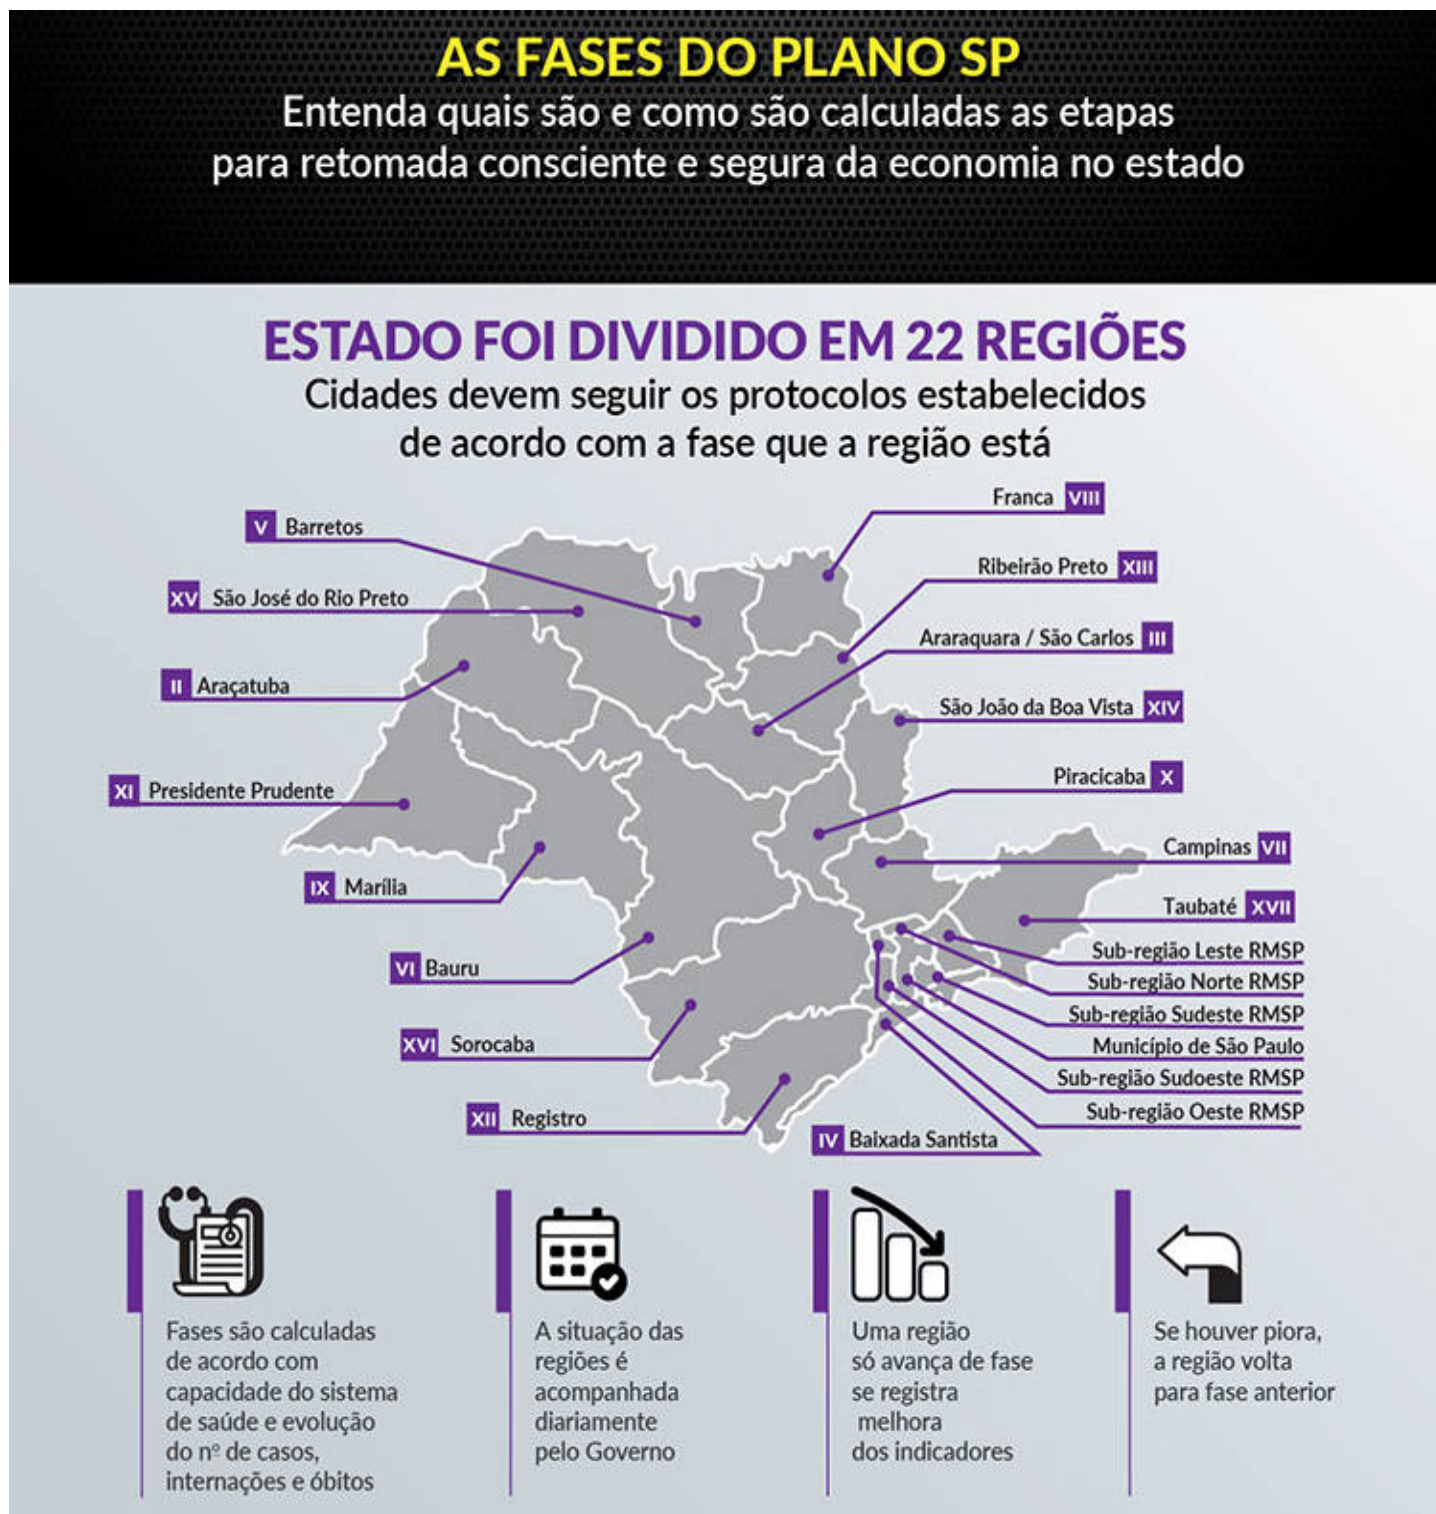 AS FASES DO PLANO SP
Entenda quais são e como são calculadas as etapas
para retomada consciente e segura da economia no estado
ESTADO FOI DIVIDIDO EM 22 REGIÕES
Cidades devem seguir os protocolos estabelecidos
de acordo com a fase que a região está
Franca VIII
V Barretos
Ribeirão Preto XIII
XV São José do Rio Preto
Araraquara / São Carlos III
II Araçatuba
São João da Boa Vista XIV
XI Presidente Prudente
Piracicaba X
Campinas VII
IX Marília
Taubaté XVII
Sub-região Leste RMSP
VI Bauru
Sub-região Norte RMSP
Sub-região Sudeste RMSP
XVI Sorocaba
Município de São Paulo
Sub-região Sudoeste RMSP
XII Registro
Sub-região Oeste RMSP
IV Baixada Santista
Fases são calculadas
de acordo com
capacidade do sistema
de saúde e evolução
do nº de casos,
internações e óbitos
A situação das
regiões é
acompanhada
diariamente
pelo Governo
Uma região
só avança de fase
se registra
melhora
dos indicadores
Se houver piora,
a região volta
para fase anterior